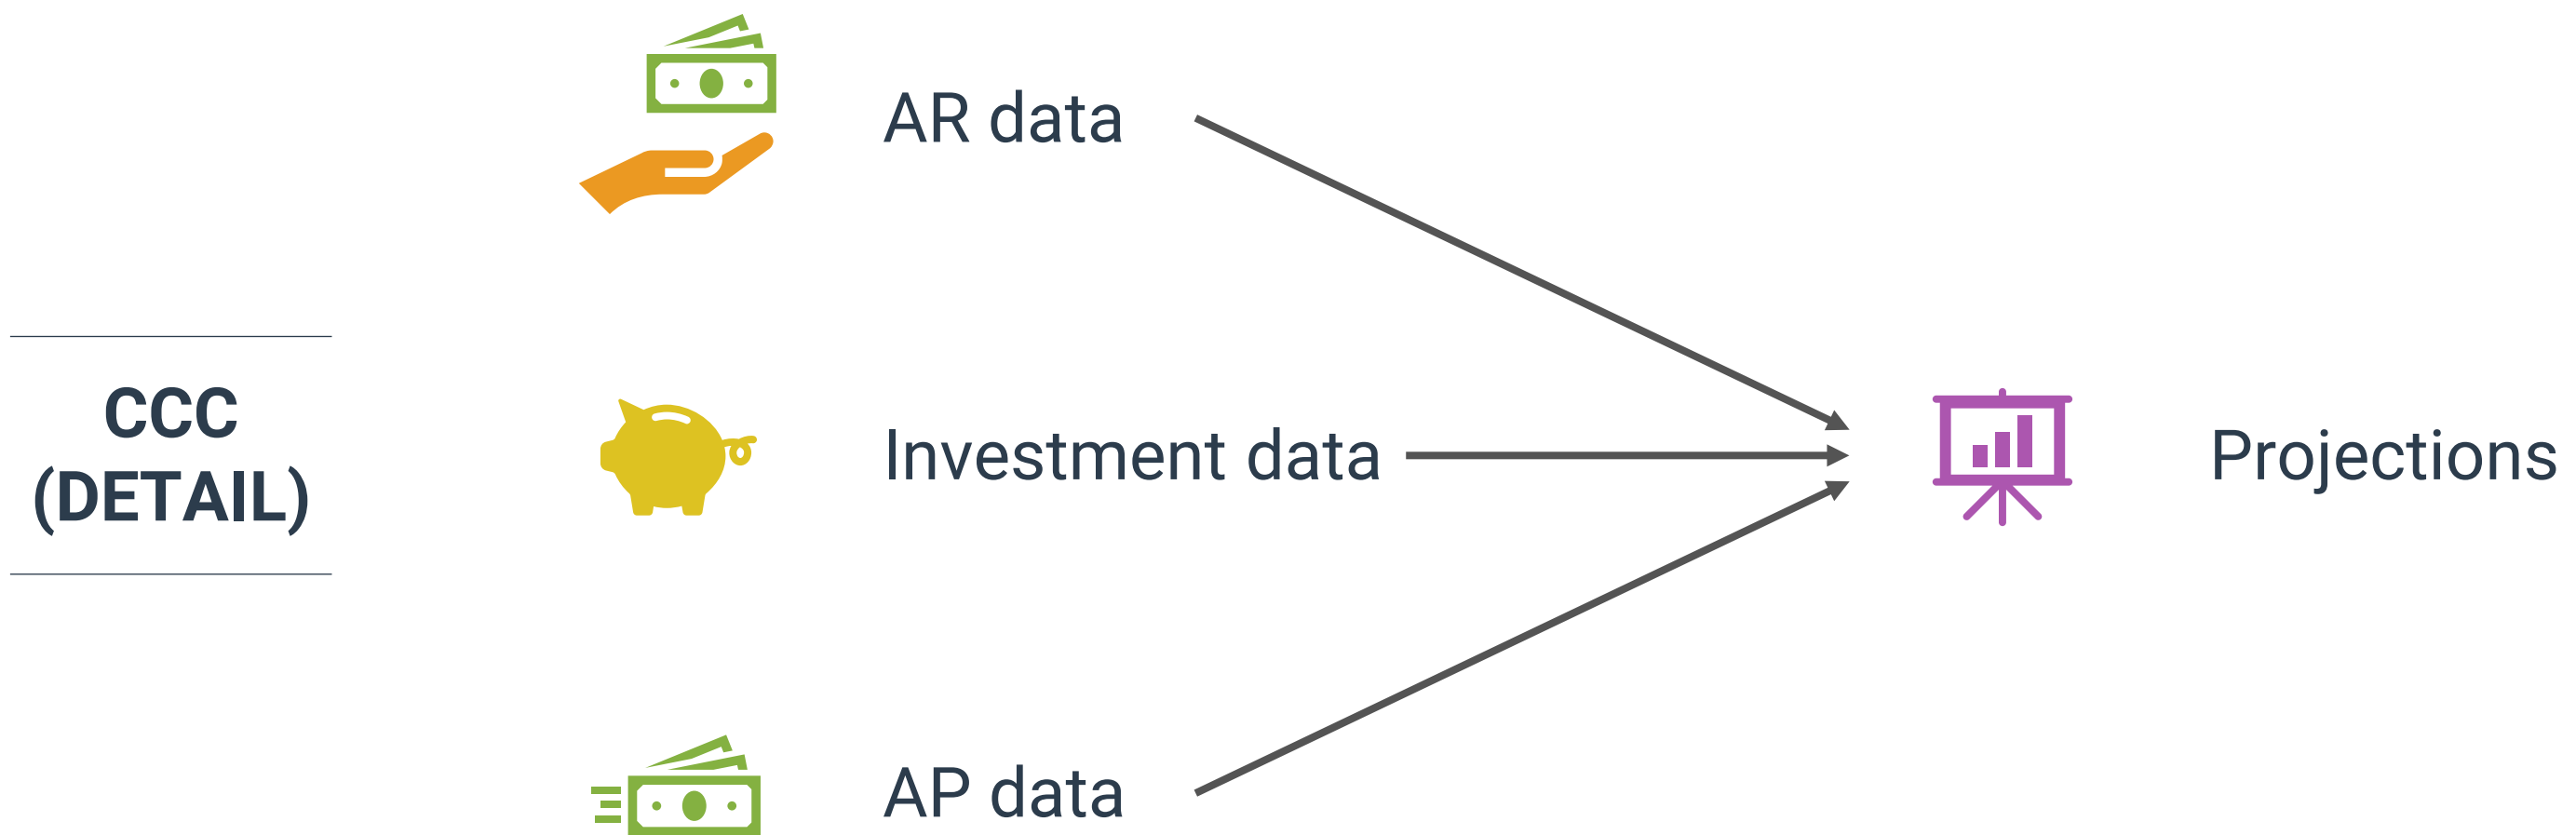 AR data
CCC
(DETAIL)
Investment data
Projections
AP data